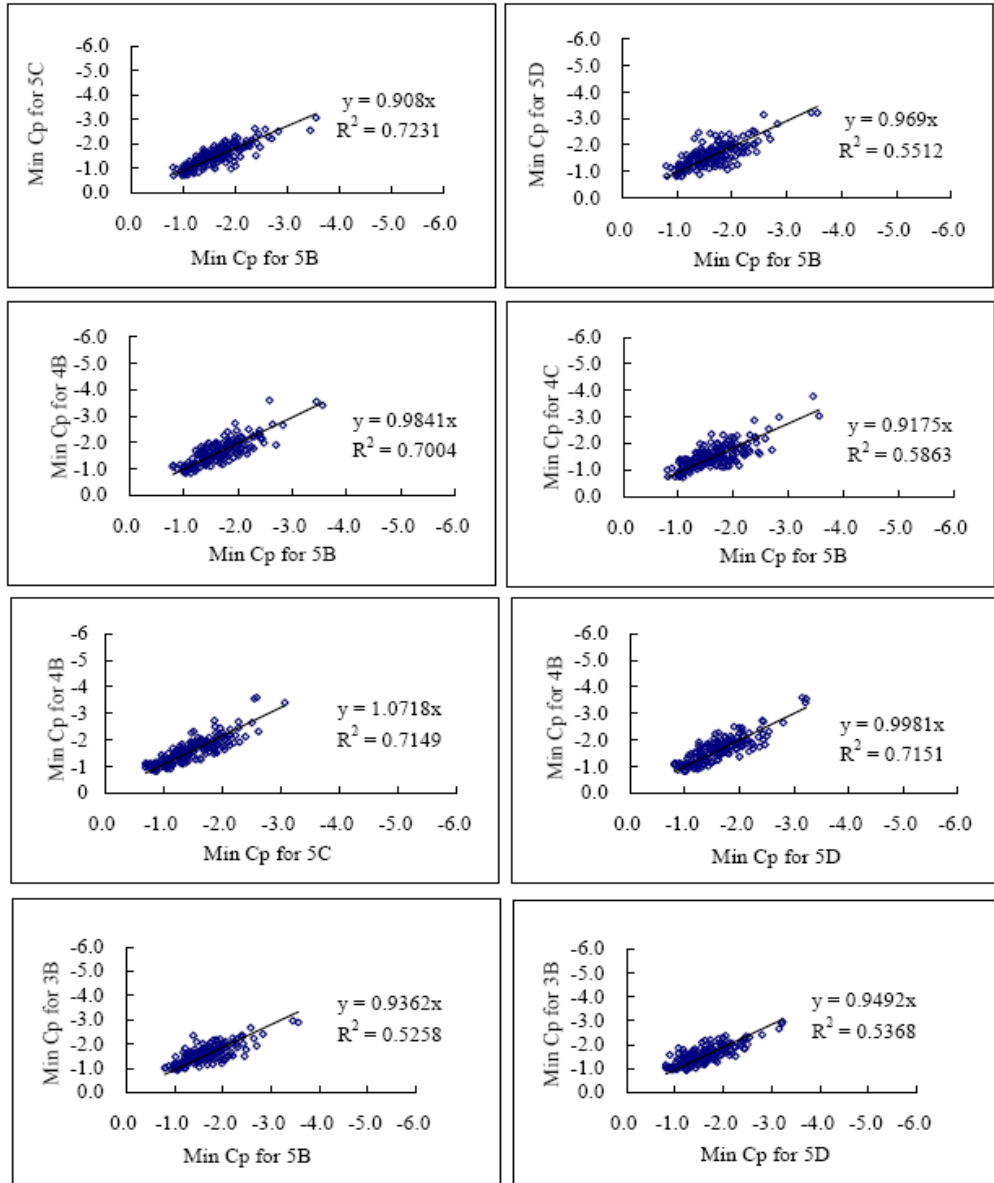 Min Cp for 5C
-6.0
-5.0
-4.0
-3.0
-2.0
-1.0
0.0
y = 0.908x
R² = 0.7231
0.0 -1.0 -2.0 -3.0 -4.0 -5.0 -6.0
Min Cp for 5B
Min Cp for 5D
-6.0
-5.0
-4.0
-3.0
-2.0
-1.0
0.0
y = 0.969x
R² = 0.5512
0.0 -1.0 -2.0 -3.0 -4.0 -5.0 -6.0
Min Cp for 5B
Min Cp for 4B
-6.0
-5.0
-4.0
-3.0
-2.0
-1.0
0.0
y = 0.9841x
R² = 0.7004
0.0 -1.0 -2.0 -3.0 -4.0 -5.0 -6.0
Min Cp for 5B
Min Cp for 4C
-6.0
-5.0
-4.0
-3.0
-2.0
-1.0
0.0
y = 0.9175x
R² = 0.5863
0.0 -1.0 -2.0 -3.0 -4.0 -5.0 -6.0
Min Cp for 5B
Min Cp for 4B
-6
-5
-4
-3
-2
-1
0
y = 1.0718x
R² = 0.7149
0.0 -1.0 -2.0 -3.0 -4.0 -5.0 -6.0
Min Cp for 5C
Min Cp for 4B
-6.0
-5.0
-4.0
-3.0
-2.0
-1.0
0.0
y = 0.9981x
R² = 0.7151
0.0 -1.0 -2.0 -3.0 -4.0 -5.0 -6.0
Min Cp for 5D
Min Cp for 3B
-6.0
-5.0
-4.0
-3.0
-2.0
-1.0
0.0
y = 0.9362x
R² = 0.5258
0.0 -1.0 -2.0 -3.0 -4.0 -5.0 -6.0
Min Cp for 5B
Min Cp for 3B
-6.0
-5.0
-4.0
-3.0
-2.0
-1.0
0.0
y = 0.9492x
R² = 0.5368
0.0 -1.0 -2.0 -3.0 -4.0 -5.0 -6.0
Min Cp for 5D